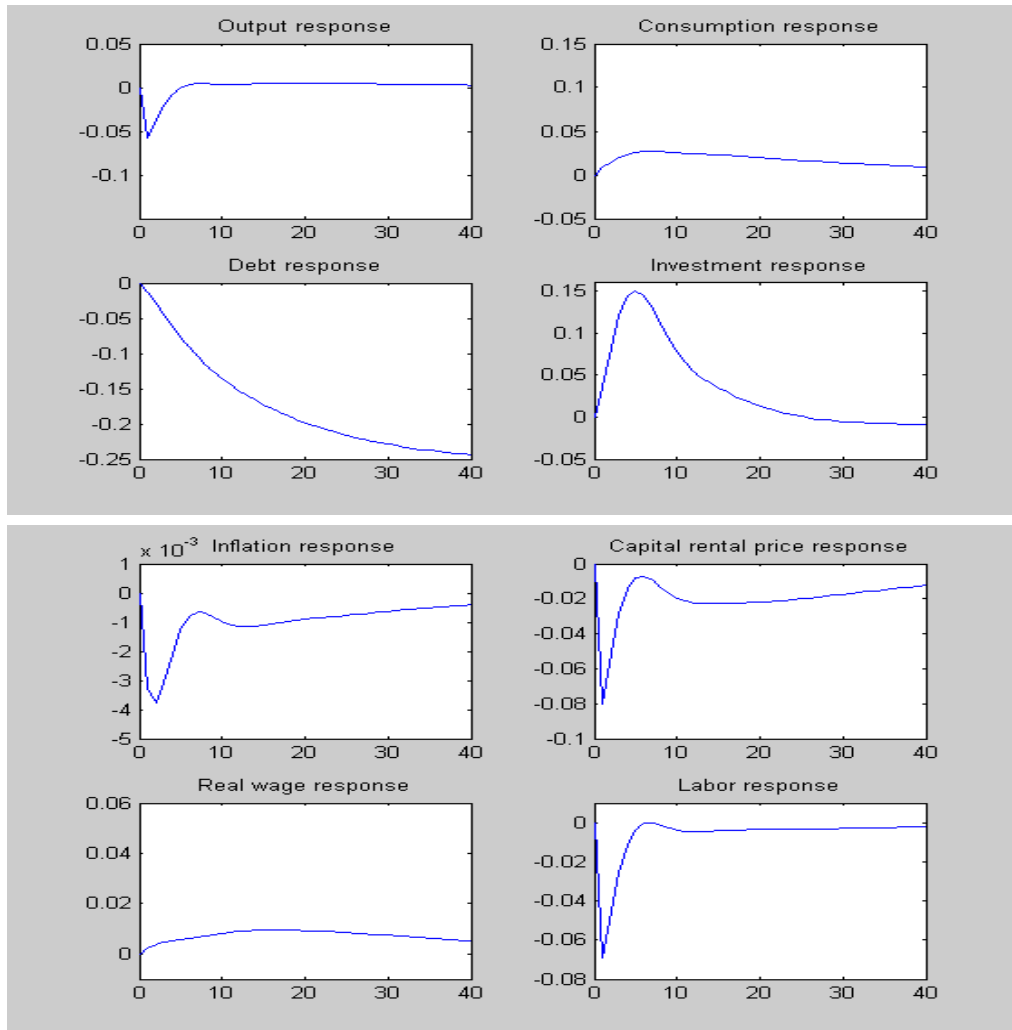 Output response
0.05
0
-0.05
-0.1
0 10 20 30 40
Consumption response
0.15
0.1
0.05
0
-0.05
0 10 20 30 40
Debt response
0
-0.05
-0.1
-0.15
-0.2
-0.25
0 10 20 30 40
Investment response
0.15
0.1
0.05
0
-0.05
0 10 20 30 40
x 10-3 Inflation response
1
0
-1
-2
-3
-4
-5
0 10 20 30 40
Capital rental price response
0
-0.02
-0.04
-0.06
-0.08
-0.1
0 10 20 30 40
Real wage response
0.06
0.04
0.02
0
0 10 20 30 40
Labor response
0
-0.02
-0.04
-0.06
-0.08
0 10 20 30 40